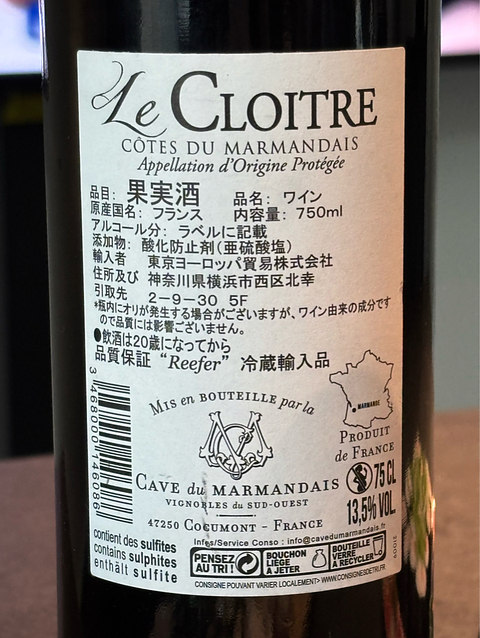 Le CLOITRE
CÔTES DU MARMANDAIS
Appellation d'Origine Protégée
品目: 果実酒 品名: ワイン
原産国名: フランス 内容量: 750ml
アルコール分: ラベルに記載
添加物: 酸化防止剤(亜硫酸塩)
輸入者 東京ヨーロッパ貿易株式会社
住所及び 神奈川県横浜市西区北幸
引取先 2-9-30 5F
*瓶内にオリが発生する場合がございますが、ワイン由来の成分です
ので品質には影響ございません。
●飲酒は20歳になってから
品質保証 "Reefer" 冷蔵輸入品
MIS en BOUTEILLE par la
MARMANDE
PRODUIT
de FRANCE
CAVE du MARMANDAIS
VIGNOBLES du SUD-OUEST
47250 COCUMONT - FRANCE
75 CL
13,5% VOL.
Infes/Service Conso : info@cavedumarmandais.fr
3 468000 146086
contient des sulfites
contains sulphites
enthält sulfite
PENSEZ AU TRI !
BOUCHON LIÈGE À JETER
BOUTEILLE VERRE À RECYCLER
CONSIGNE POUVANT VARIER LOCALEMENT> WWW.CONSIGNESDETRI.FR